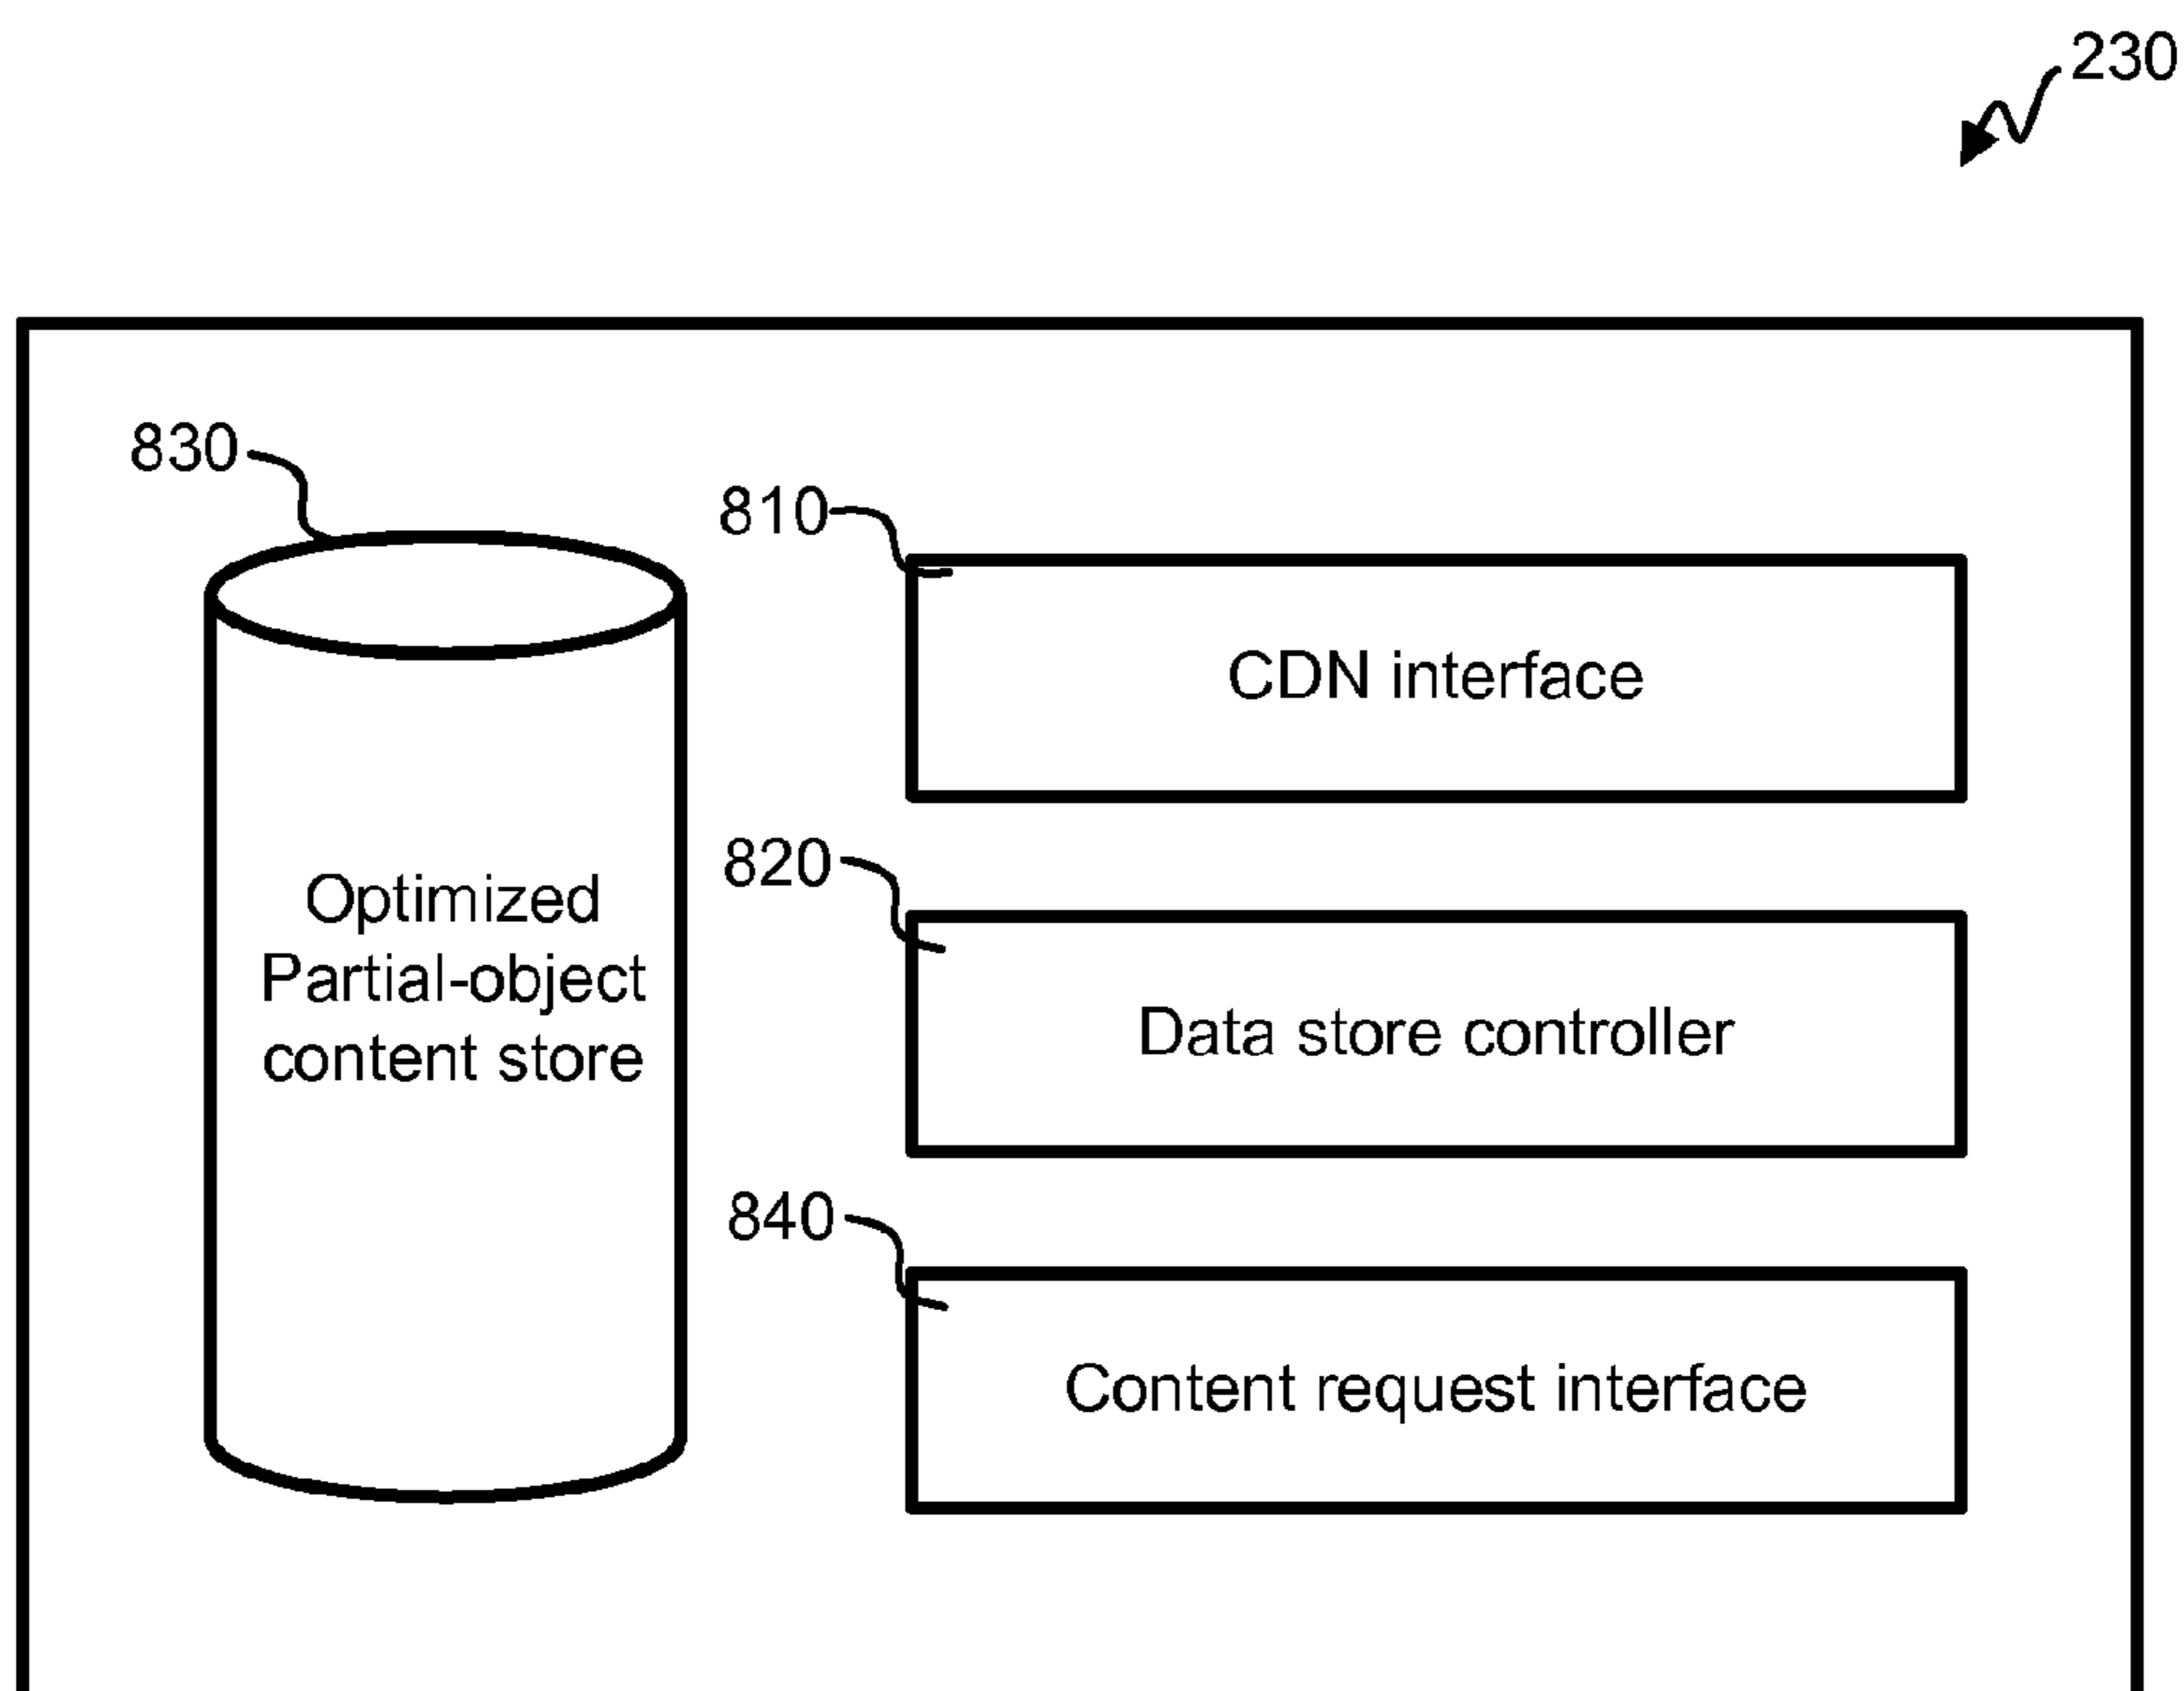 230
830
810
CDN interface
820
Optimized
Partial-object
content store
Data store controller
840
Content request interface